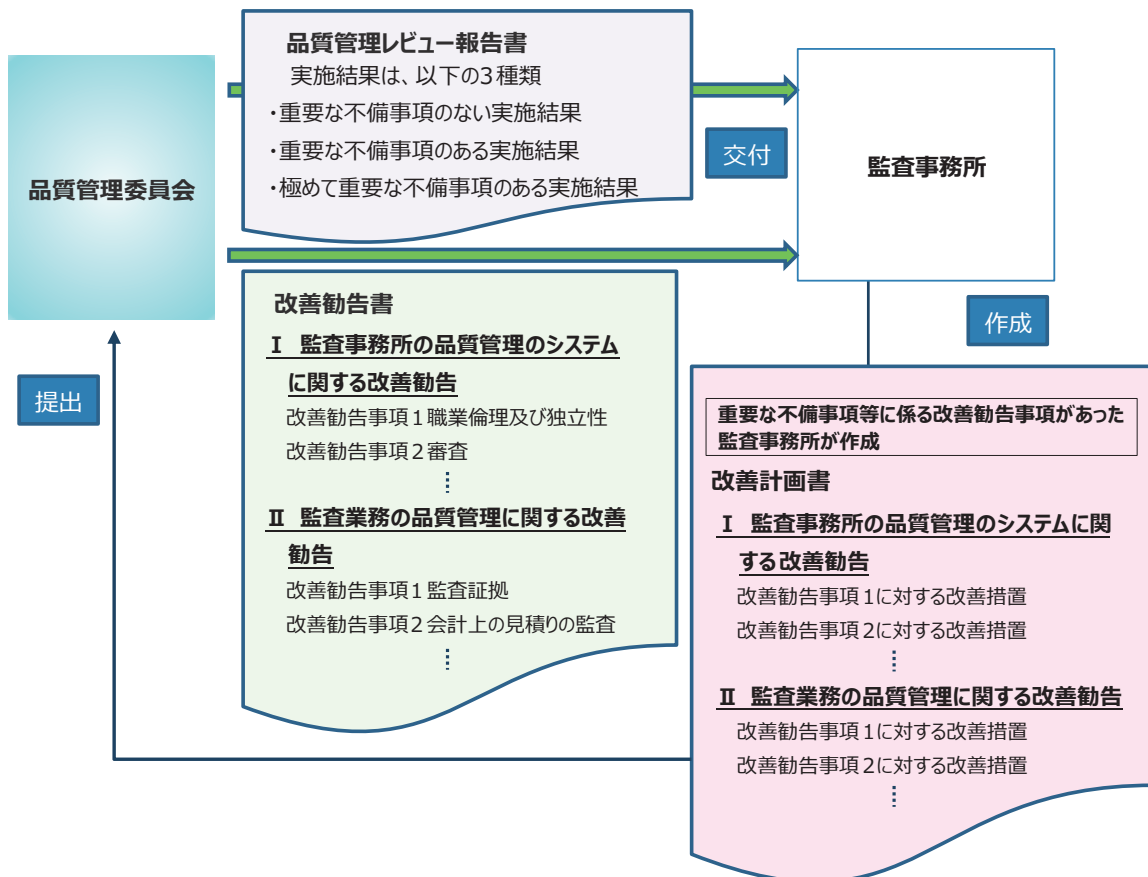 品質管理委員会
品質管理レビュー報告書
実施結果は、以下の3種類
・重要な不備事項のない実施結果
・重要な不備事項のある実施結果
・極めて重要な不備事項のある実施結果
交付
監査事務所
改善勧告書
Ⅰ 監査事務所の品質管理のシステム
に関する改善勧告
改善勧告事項1職業倫理及び独立性
改善勧告事項2審査
Ⅱ 監査業務の品質管理に関する改善
勧告
改善勧告事項1監査証拠
改善勧告事項2会計上の見積りの監査
作成
重要な不備事項等に係る改善勧告事項があった
監査事務所が作成
改善計画書
Ⅰ 監査事務所の品質管理のシステムに関
する改善勧告
改善勧告事項1に対する改善措置
改善勧告事項2に対する改善措置
Ⅱ 監査業務の品質管理に関する改善勧告
改善勧告事項1に対する改善措置
改善勧告事項2に対する改善措置
提出